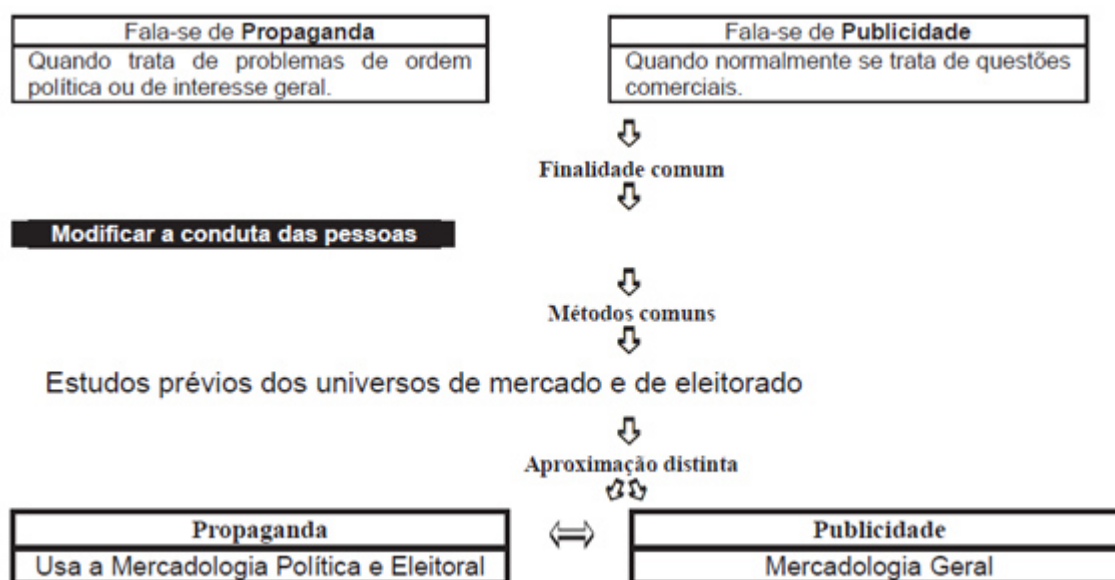 Fala-se de Propaganda
Quando trata de problemas de ordem
política ou de interesse geral.
Fala-se de Publicidade
Quando normalmente se trata de questões
comerciais.
Finalidade comum
Modificar a conduta das pessoas
Métodos comuns
Estudos prévios dos universos de mercado e de eleitorado
Aproximação distinta
Propaganda
Usa a Mercadologia Política e Eleitoral
Publicidade
Mercadologia Geral